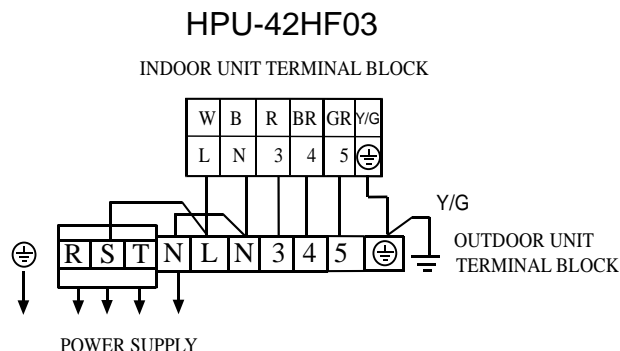 HPU-42HF03
INDOOR UNIT TERMINAL BLOCK
W B R BR GR Y/G
L N 3 4 5
Y/G
R S T N L N 3 4 5
OUTDOOR UNIT
TERMINAL BLOCK
POWER SUPPLY